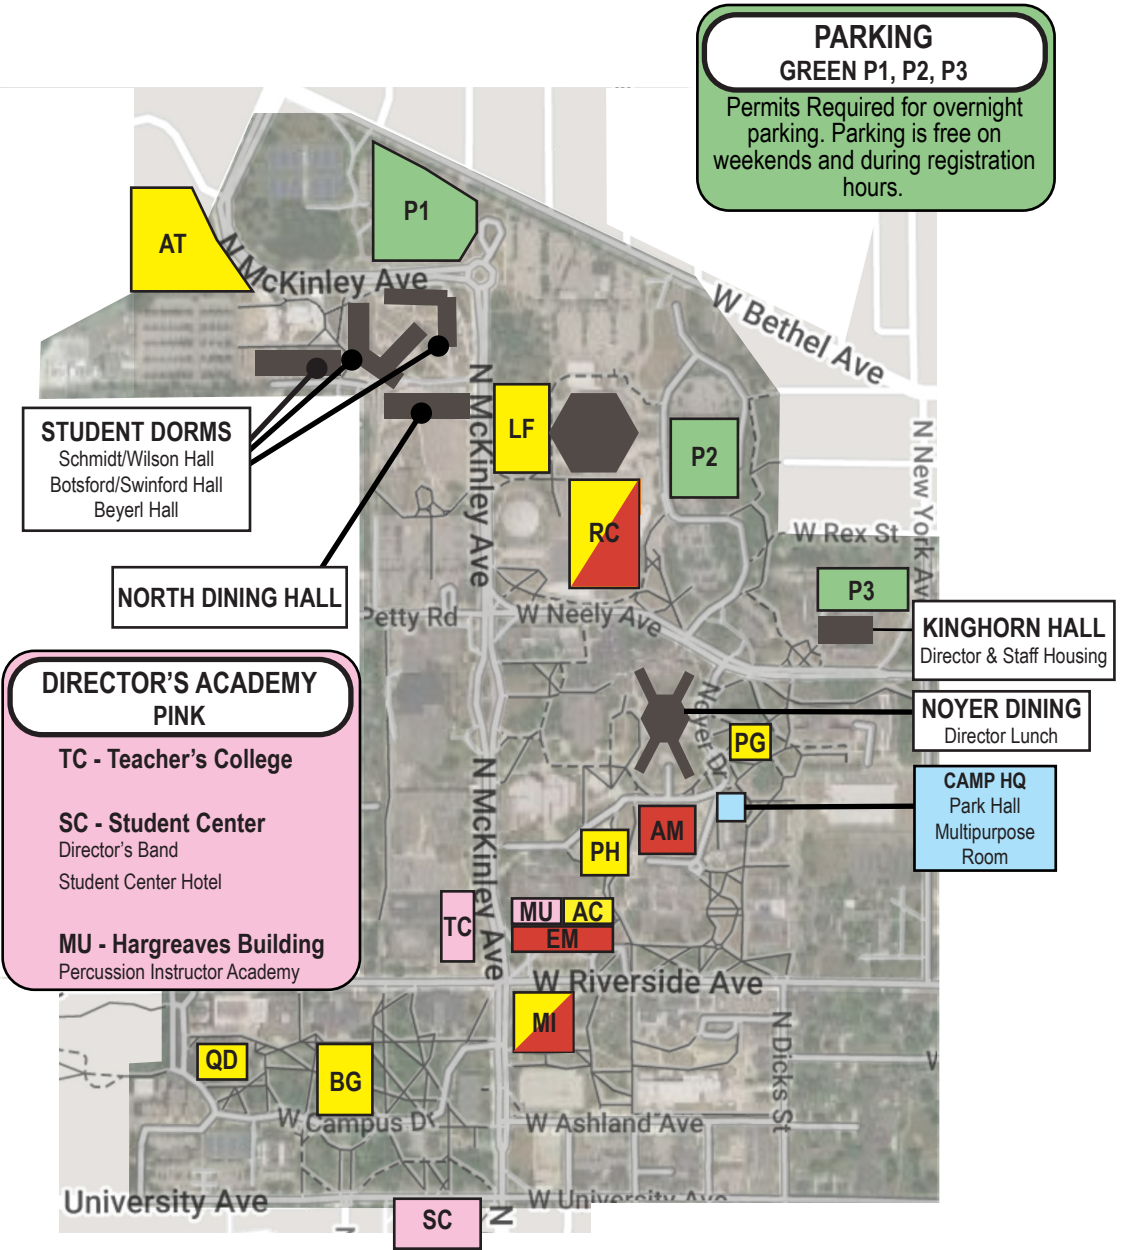 PARKING
GREEN P1, P2, P3
Permits Required for overnight
parking. Parking is free on
weekends and during registration
hours.
P1
AT
N McKinley Ave
W Bethel Ave
N McKinley Ave
LF
P2
N New York Av
STUDENT DORMS
Schmidt/Wilson Hall
Botsford/Swinford Hall
Beyerl Hall
RC
W Rex St
P3
NORTH DINING HALL
Petty Rd
W Neely Ave
KINGHORN HALL
Director & Staff Housing
DIRECTOR'S ACADEMY
PINK
TC - Teacher's College
SC - Student Center
Director's Band
Student Center Hotel
MU - Hargreaves Building
Percussion Instructor Academy
NOYER DINING
Director Lunch
Noyer Dr
PG
N McKinley Ave
CAMP HQ
Park Hall
Multipurpose
Room
AM
PH
TC
MU
AC
EM
W Riverside Ave
MI
N Dicks St
QD
BG
W Campus Dr
W Ashland Ave
University Ave
W University Ave
SC
N